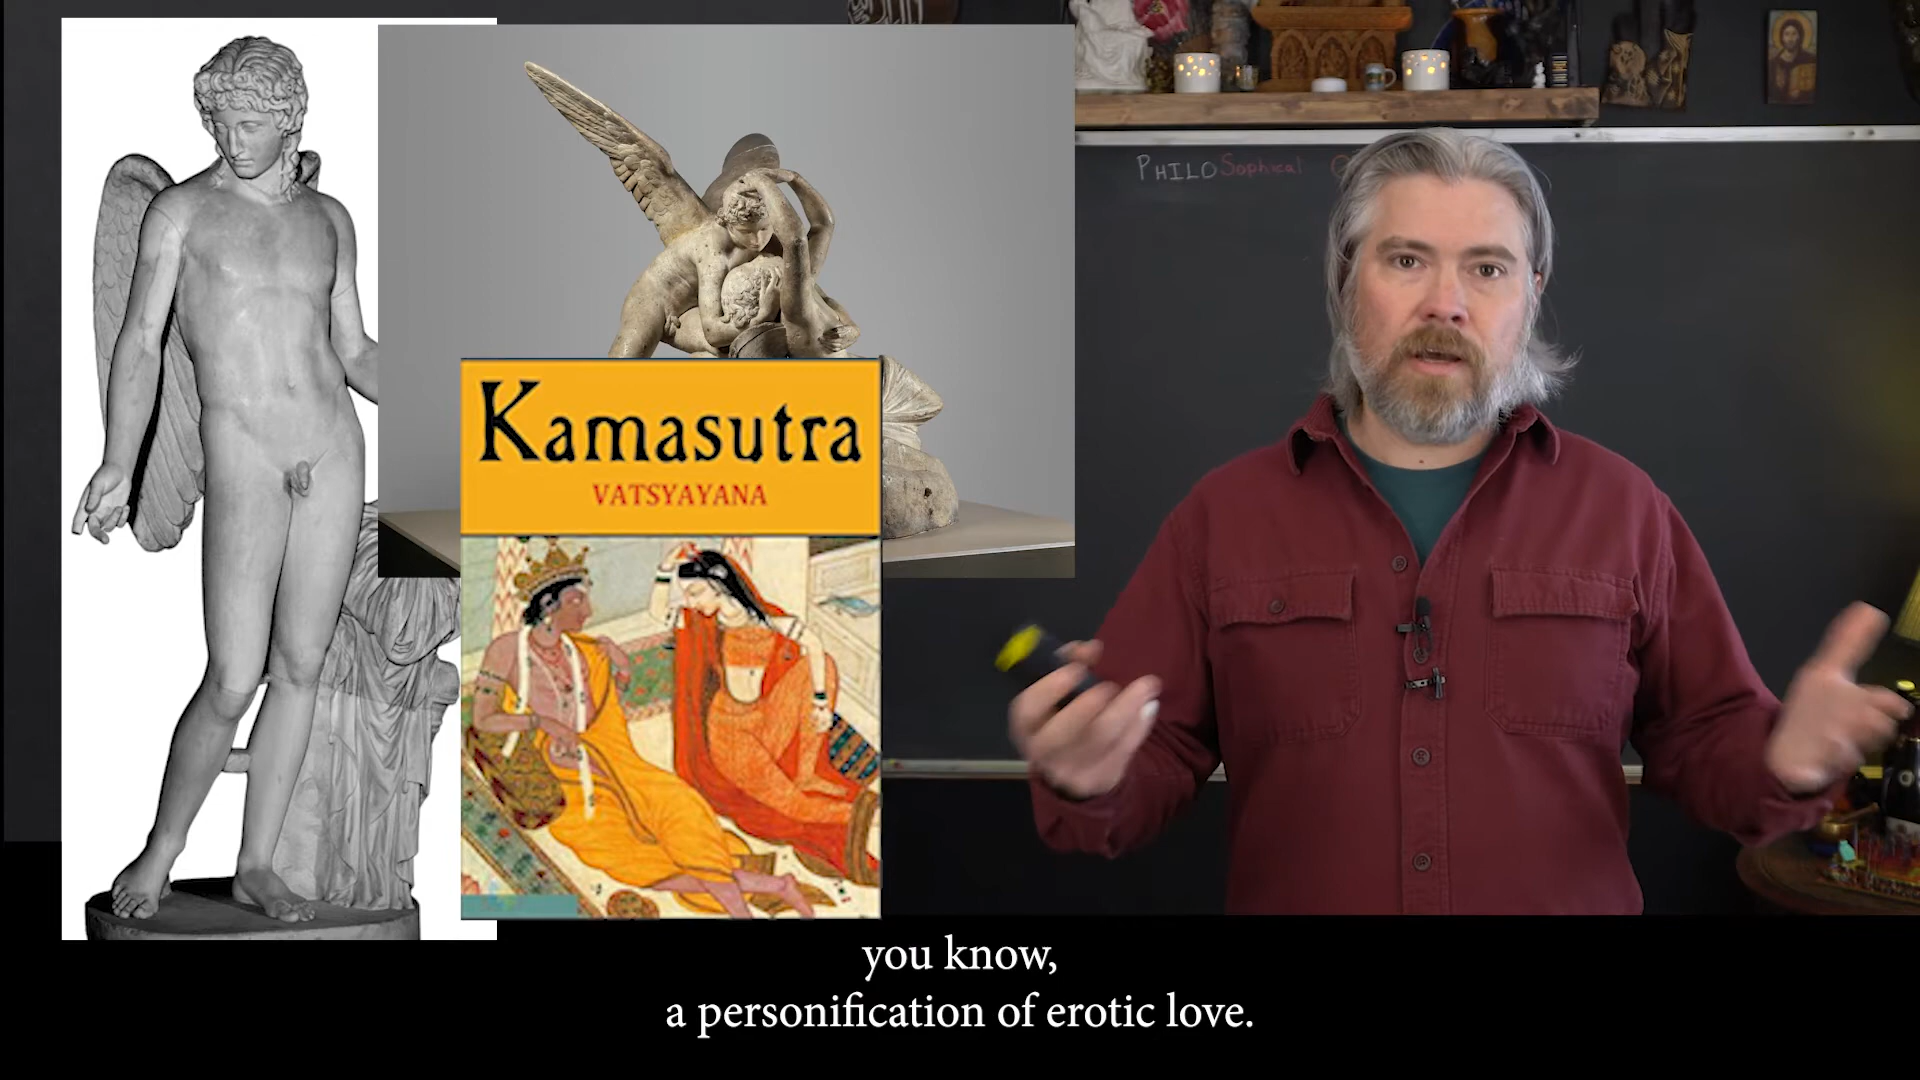 PHILOSophical
Kamasutra
VATSYAYANA
you know,
a personification of erotic love.